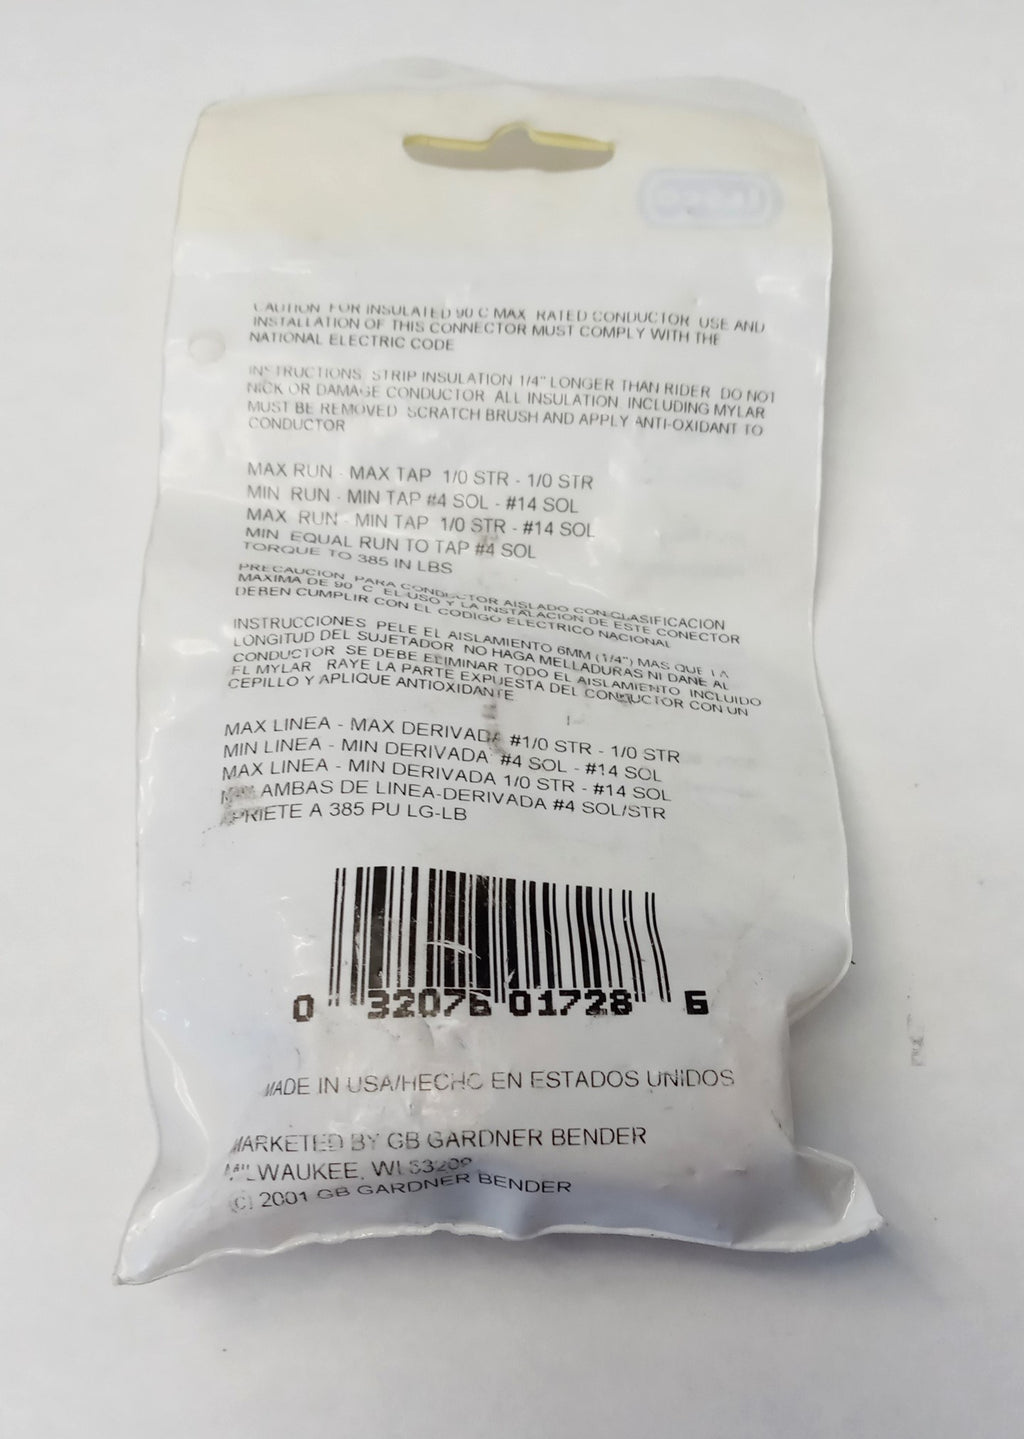 CAUTION FOR INSULATED 90 C MAX RATED CONDUCTOR USE AND
INSTALLATION OF THIS CONNECTOR MUST COMPLY WITH THE
NATIONAL ELECTRIC CODE
INSTRUCTIONS STRIP INSULATION 1/4" LONGER THAN RIDER DO NOT
NICK OR DAMAGE CONDUCTOR ALL INSULATION INCLUDING MYLAR
MUST BE REMOVED SCRATCH BRUSH AND APPLY ANTI-OXIDANT TO
CONDUCTOR
MAX RUN - MAX TAP 1/0 STR - 1/0 STR
MIN RUN - MIN TAP #4 SOL - #14 SOL
MAX RUN - MIN TAP 1/0 STR - #14 SOL
MIN EQUAL RUN TO TAP #4 SOL
TORQUE TO 385 IN LBS
PRECAUCION PARA CONDUCTOR AISLADO CON CLASIFICACION
MAXIMA DE 90° C EL USO Y LA INSTALACION DE ESTE CONECTOR
DEBEN CUMPLIR CON EL CODIGO ELECTRICO NACIONAL
INSTRUCCIONES PELE EL AISLAMIENTO 6MM (1/4") MAS QUE LA
LONGITUD DEL SUJETADOR NO HAGA MELLADURAS NI DANE AL
CONDUCTOR SE DEBE ELIMINAR TODO EL AISLAMIENTO INCLUIDO
EL MYLAR RAYE LA PARTE EXPUESTA DEL CONDUCTOR CON UN
CEPILLO Y APLIQUE ANTIOXIDANTE
MAX LINEA - MAX DERIVADA #1/0 STR - 1/0 STR
MIN LINEA - MIN DERIVADA #4 SOL - #14 SOL
MAX LINEA - MIN DERIVADA 1/0 STR - #14 SOL
AMBAS DE LINEA-DERIVADA #4 SOL/STR
APRIETE A 385 PU LG-LB
0 32076 01728 6
MADE IN USA/HECHO EN ESTADOS UNIDOS
MARKETED BY GB GARDNER BENDER
MILWAUKEE, WI 53209
(C) 2001 GB GARDNER BENDER